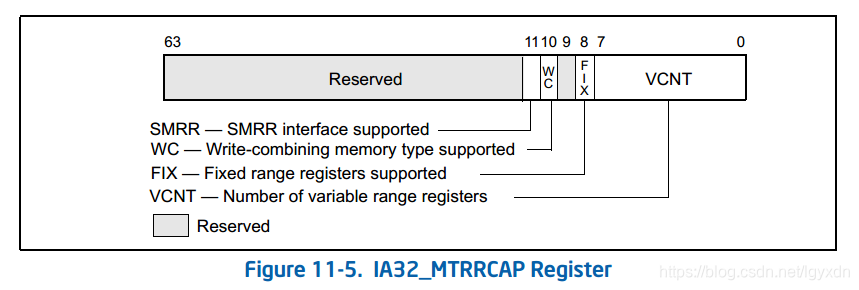 63 11 10 9 8 7 0
Reserved WC FIX VCNT
SMRR — SMRR interface supported
WC — Write-combining memory type supported
FIX — Fixed range registers supported
VCNT — Number of variable range registers
Reserved
Figure 11-5. IA32_MTRRCAP Register
https://blog.csdn.net/lgyxdn